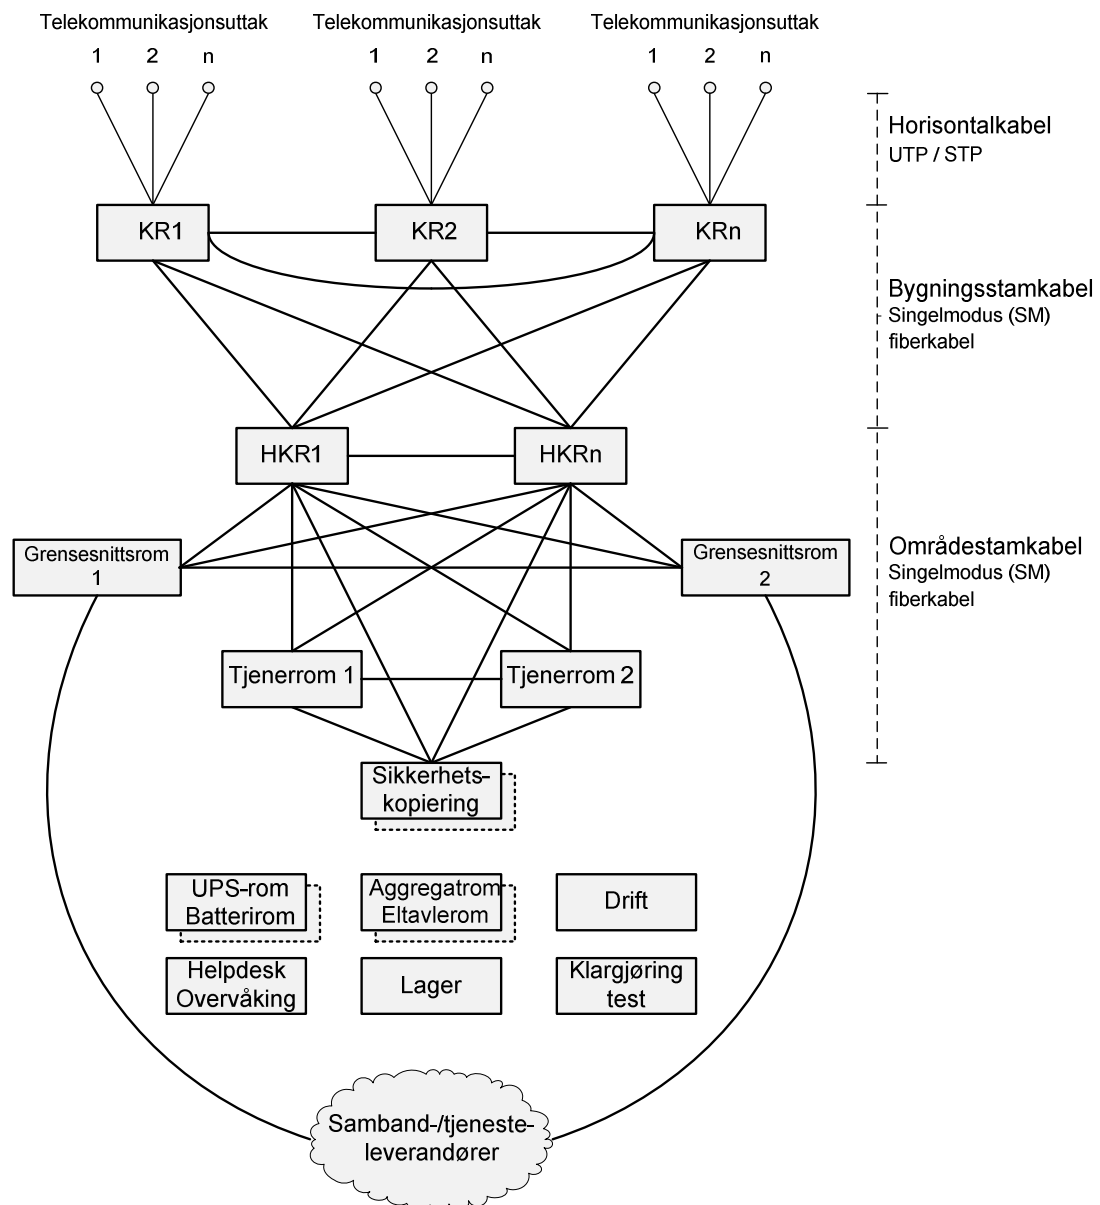 Telekommunikasjonsuttak
Telekommunikasjonsuttak
Telekommunikasjonsuttak
1 2 n
1 2 n
1 2 n
Horisontalkabel
UTP / STP
KR1
KR2
KRn
Bygningsstamkabel
Singelmodus (SM)
fiberkabel
HKR1
HKRn
Grensesnittsrom
1
Grensesnittsrom
2
Områdestamkabel
Singelmodus (SM)
fiberkabel
Tjenerrom 1
Tjenerrom 2
Sikkerhets-
kopiering
UPS-rom
Batterirom
Aggregatrom
Eltavlerom
Drift
Helpdesk
Overvåking
Lager
Klargjøring
test
Samband-/tjeneste-
leverandører